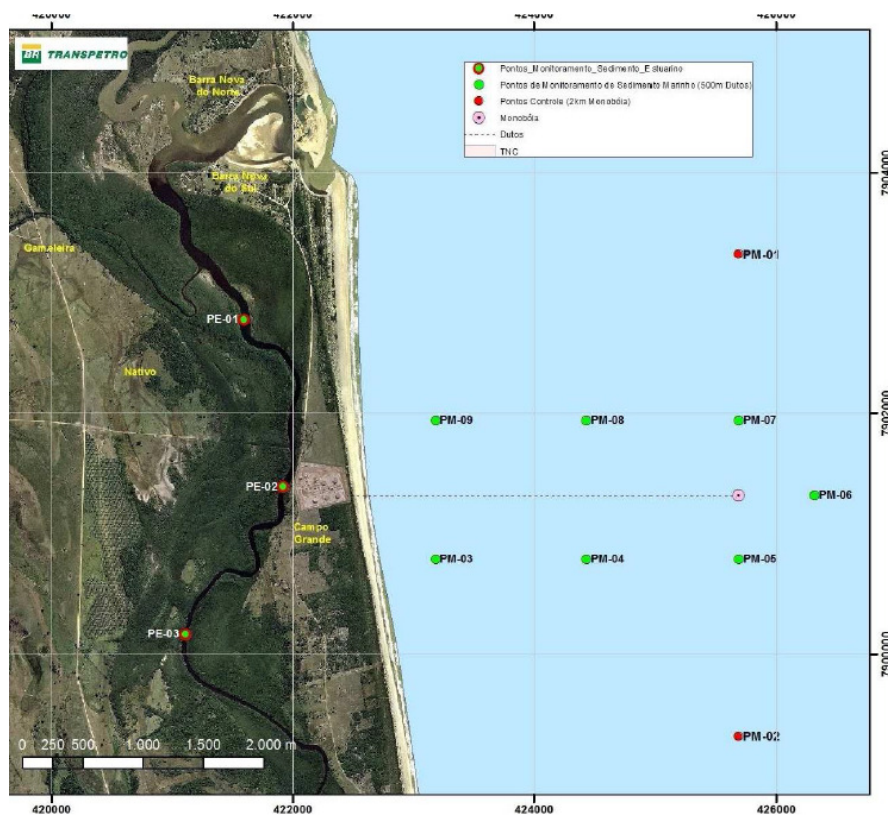 420000 422000 424000 426000
BR TRANSPETRO
Pontos_Monitoramento_Sedimento_Estuarino
Pontos de Monitoramento de Sedimento Marinho (500m Dutos)
Pontos Controle (2km Monobóia)
Monobóia
Dutos
TNC
Barra Nova
do Norte
Barra Nova
do Sul
7904000
Gameleira
PM-01
PE-01
Nativo
7902000
PM-09
PM-08
PM-07
PE-02
PM-06
Campo
Grande
PM-03
PM-04
PM-05
PE-03
7900000
PM-02
0 250 500 1.000 1.500 2.000 m
420000 422000 424000 426000